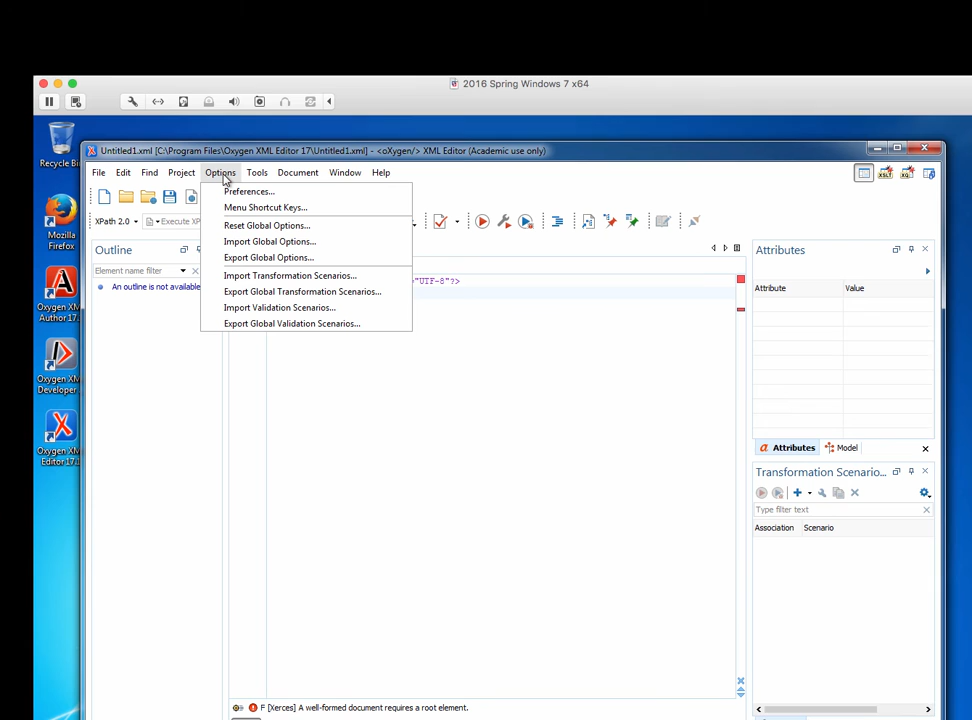 2016 Spring Windows 7 x64
Recycle Bi
Mozilla
Firefox
Oxygen XM
Author 17.
Oxygen XM
Developer...
Oxygen XM
Editor 17.
Untitled1.xml [C:\Program Files\Oxygen XML Editor 17\Untitled1.xml] - <oXygen/> XML Editor (Academic use only)
File Edit Find Project Options Tools Document Window Help
XPath 2.0 Execute XP
Preferences...
Menu Shortcut Keys...
Reset Global Options...
Import Global Options...
Export Global Options...
Import Transformation Scenarios...
Export Global Transformation Scenarios...
Import Validation Scenarios...
Export Global Validation Scenarios...
Outline
Element name filter
An outline is not available
="UTF-8"?>
Attributes
Attribute Value
Attributes Model
Transformation Scenario...
Type filter text
Association Scenario
F [Xerces] A well-formed document requires a root element.